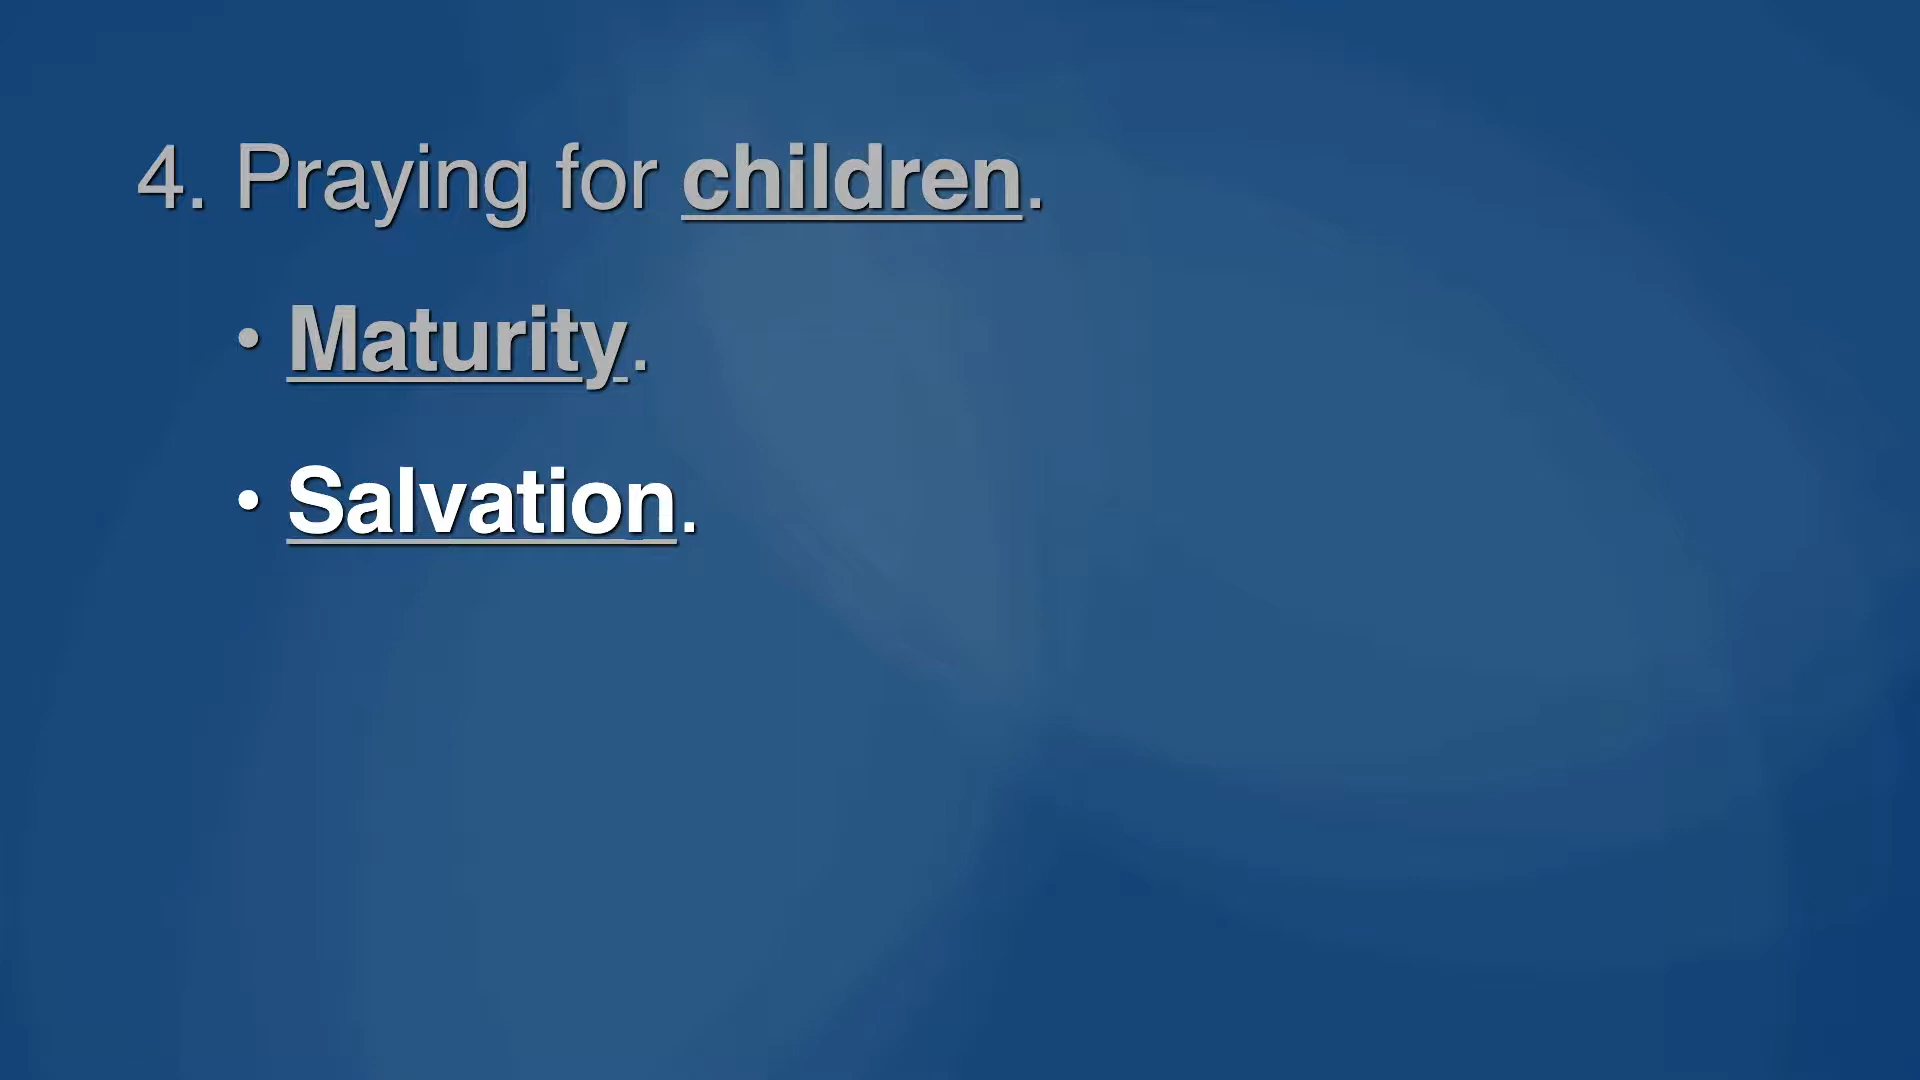 4. Praying for children.
• Maturity.
• Salvation.